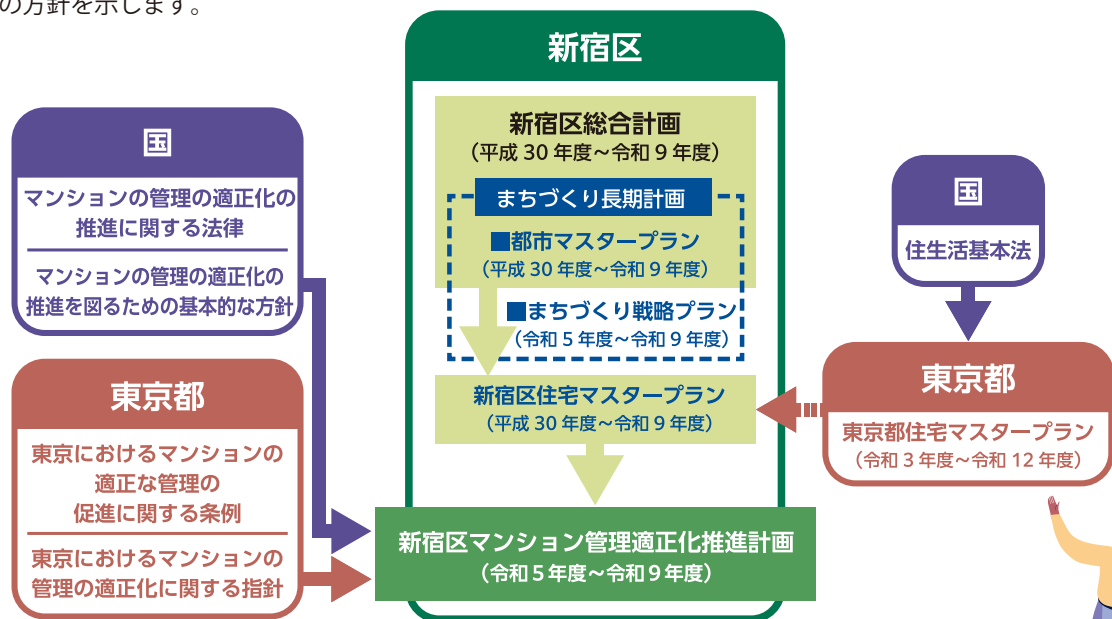 の方針を示します。
新宿区
新宿区総合計画
（平成 30 年度～令和 9 年度）
まちづくり長期計画
■都市マスタープラン
（平成 30 年度～令和 9 年度）
■まちづくり戦略プラン
（令和 5 年度～令和 9 年度）
新宿区住宅マスタープラン
（平成 30 年度～令和 9 年度）
新宿区マンション管理適正化推進計画
（令和 5 年度～令和 9 年度）
国
マンションの管理の適正化の
推進に関する法律
マンションの管理の適正化の
推進を図るための基本的な方針
東京都
東京におけるマンションの
適正な管理の
促進に関する条例
東京におけるマンションの
管理の適正化に関する指針
国
住生活基本法
東京都
東京都住宅マスタープラン
（令和 3 年度～令和 12 年度）